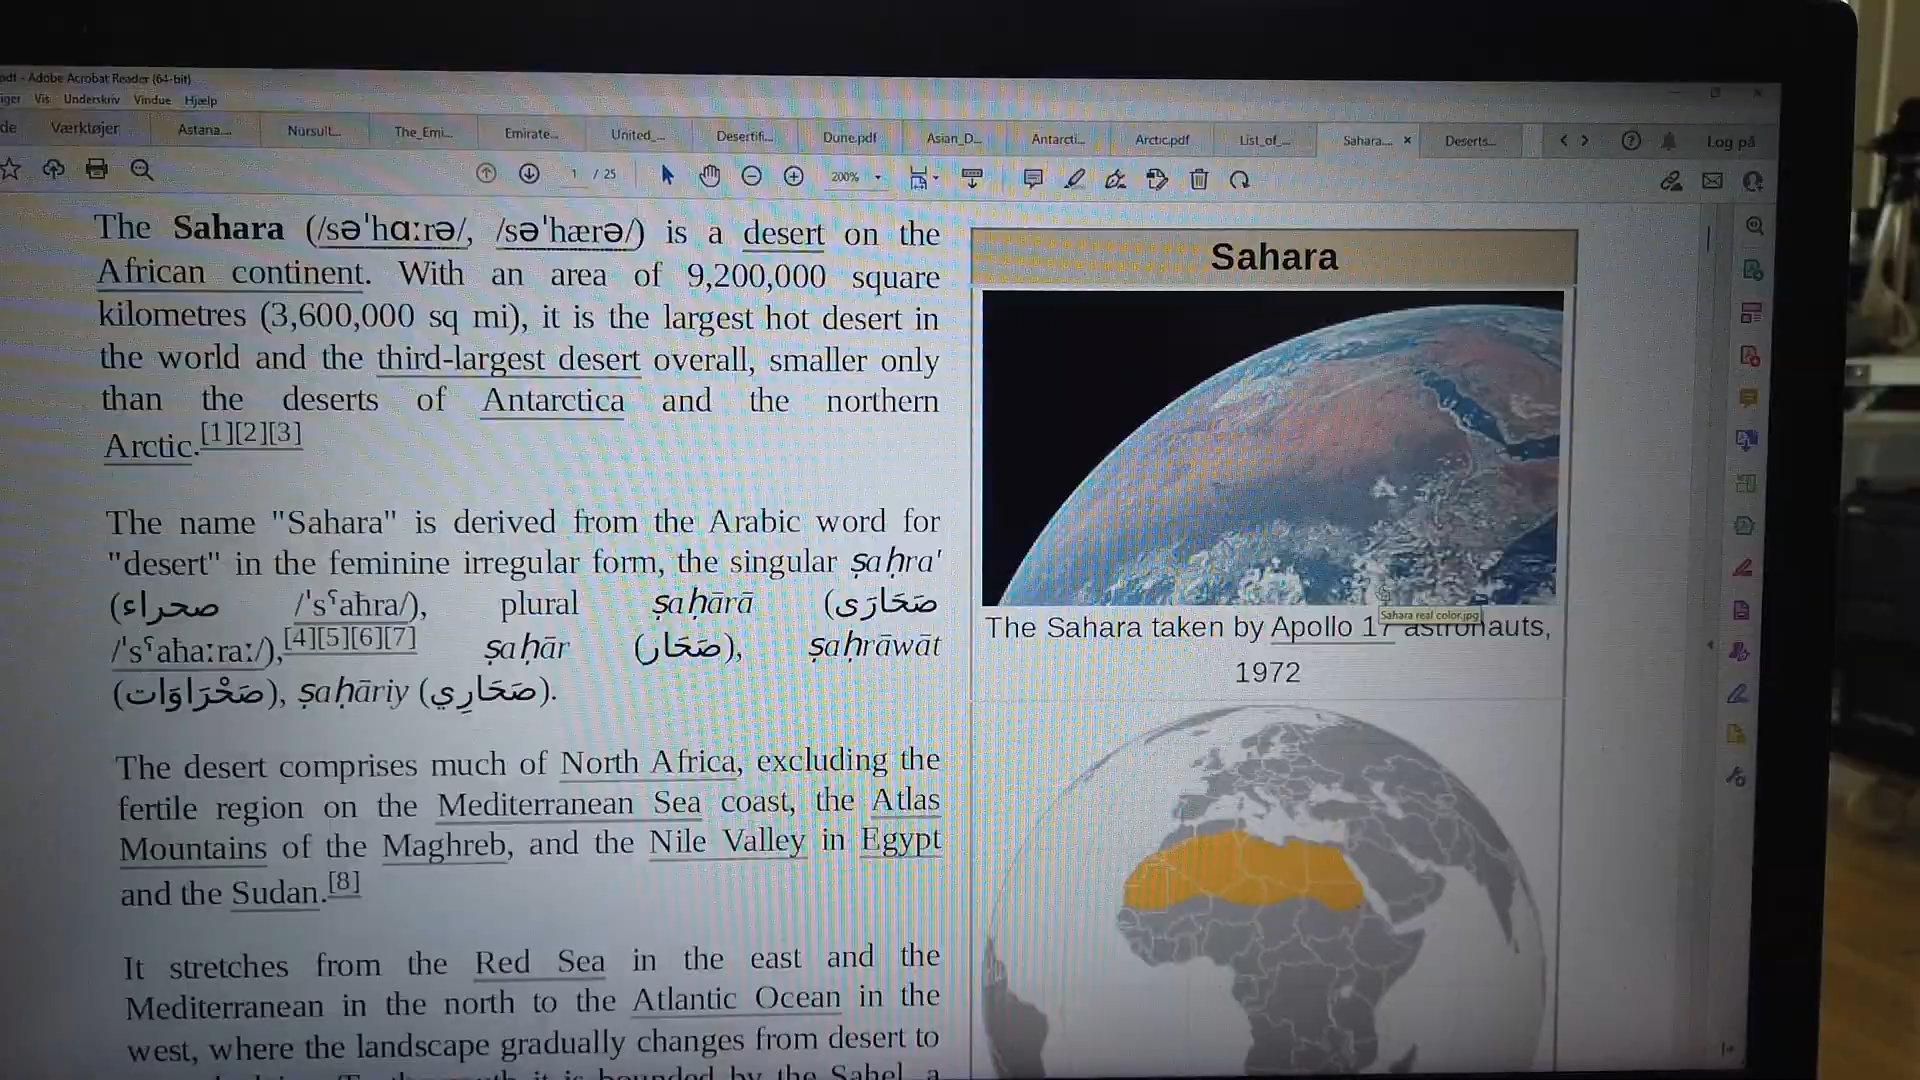 pdf - Adobe Acrobat Reader (64-bit)
Vis Underskriv Vindue Hjælp
Værktøjer Astana... Nursult... The_Emi... Emirate... United_... Desertifi... Dune.pdf Asian_D... Antarcti... Arctic.pdf List_of_... Sahara.... × Deserts... Log på
1 / 25 200%
The Sahara (/səˈhɑːrə/, /səˈhærə/) is a desert on the
African continent. With an area of 9,200,000 square
kilometres (3,600,000 sq mi), it is the largest hot desert in
the world and the third-largest desert overall, smaller only
than the deserts of Antarctica and the northern
Arctic.[1][2][3]
The name "Sahara" is derived from the Arabic word for
"desert" in the feminine irregular form, the singular ṣaḥra'
(صحراء /ˈsˤaħra/), plural ṣaḥārā (صَحَارَى
/ˈsˤaħaːraː/),[4][5][6][7] ṣaḥār (صَحَار), ṣaḥrāwāt
(صَحْرَاوَات), ṣaḥāriy (صَحَارِي).
The desert comprises much of North Africa, excluding the
fertile region on the Mediterranean Sea coast, the Atlas
Mountains of the Maghreb, and the Nile Valley in Egypt
and the Sudan.[8]
It stretches from the Red Sea in the east and the
Mediterranean in the north to the Atlantic Ocean in the
west, where the landscape gradually changes from desert to
it is bounded by the Sahel, a
Sahara
Sahara real color.jpg
The Sahara taken by Apollo 17 astronauts,
1972